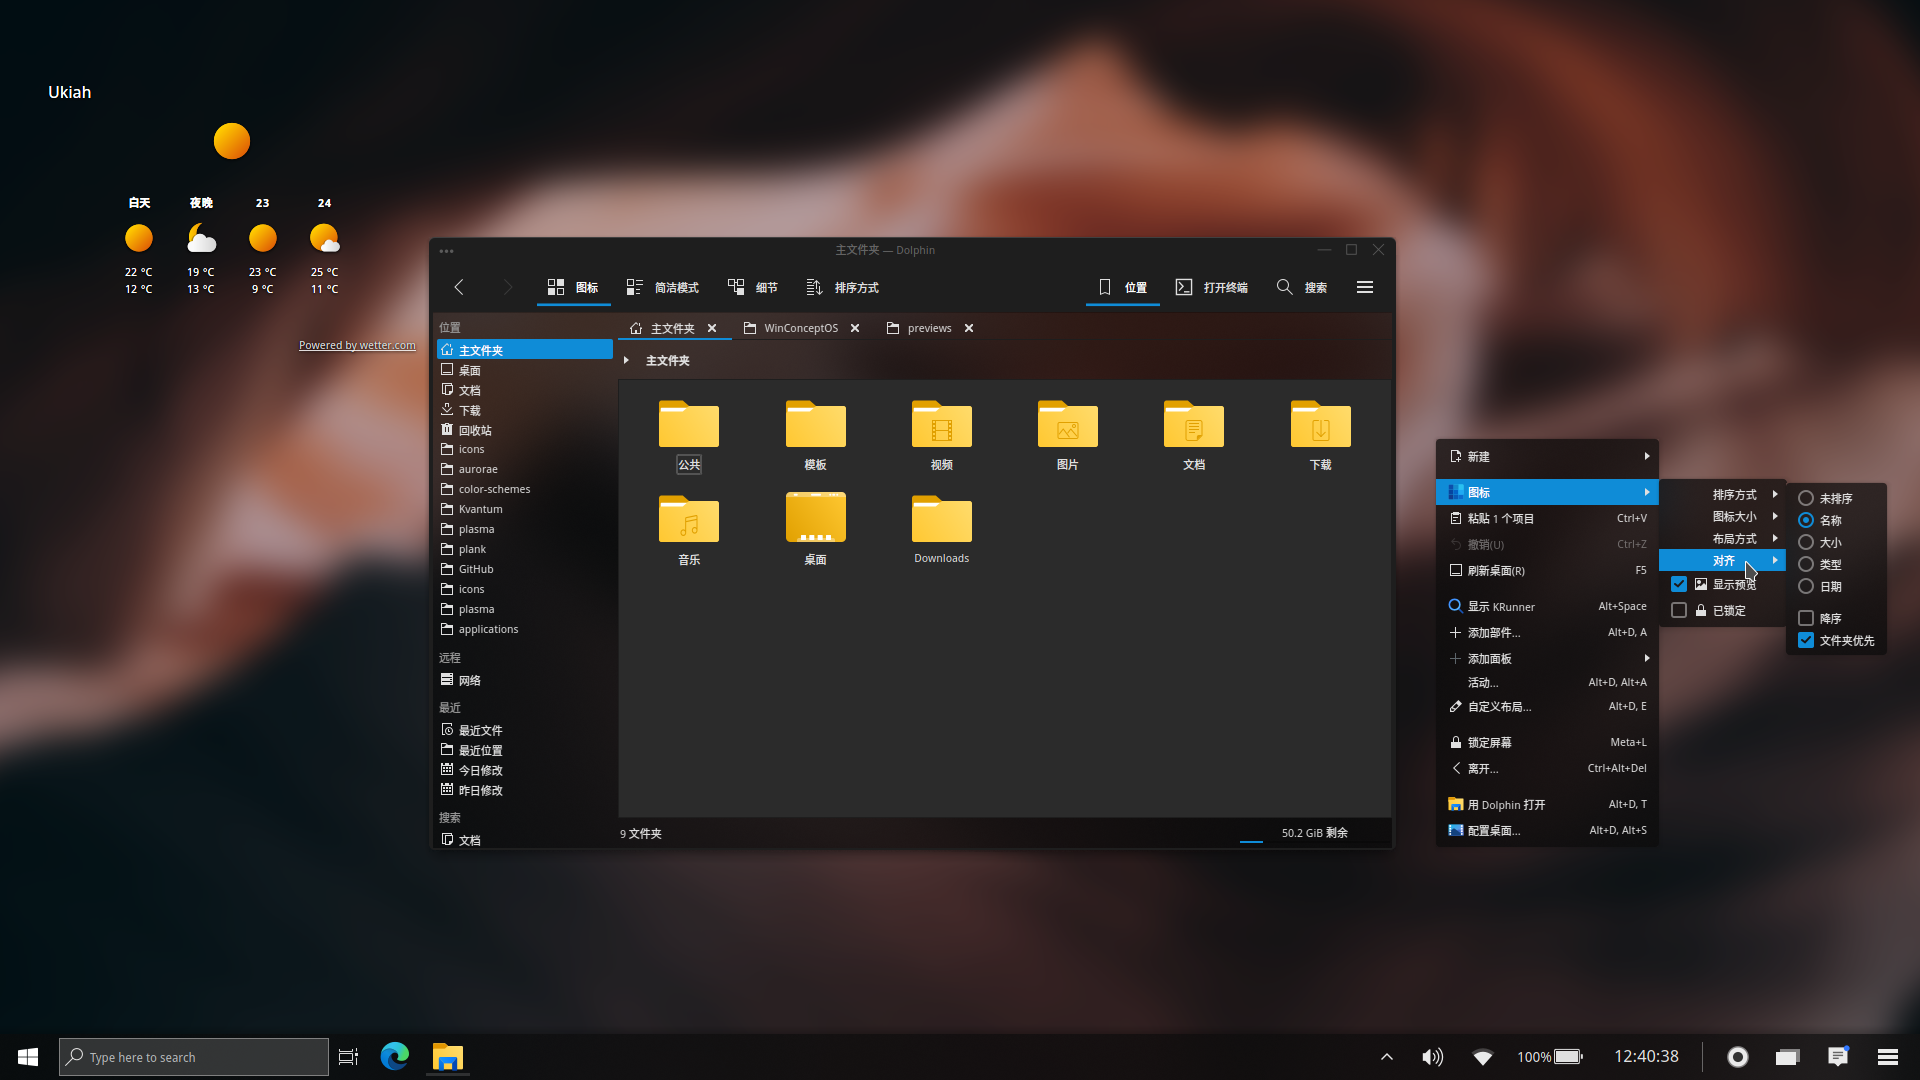 Ukiah
白天 夜晚 23 24
22 °C 19 °C 23 °C 25 °C
12 °C 13 °C 9 °C 11 °C
Powered by wetter.com
主文件夹 — Dolphin
图标 简洁模式 细节 排序方式 位置 打开终端 搜索
位置
主文件夹
桌面
文档
下载
回收站
icons
aurorae
color-schemes
Kvantum
plasma
plank
GitHub
icons
plasma
applications
远程
网络
最近
最近文件
最近位置
今日修改
昨日修改
搜索
文档
主文件夹 WinConceptOS previews
主文件夹
公共 模板 视频 图片 文档 下载
音乐 桌面 Downloads
9 文件夹 50.2 GiB 剩余
新建
图标
粘贴 1 个项目 Ctrl+V
撤销(U) Ctrl+Z
刷新桌面(R) F5
显示 KRunner Alt+Space
添加部件... Alt+D, A
添加面板
活动... Alt+D, Alt+A
自定义布局... Alt+D, E
锁定屏幕 Meta+L
离开... Ctrl+Alt+Del
用 Dolphin 打开 Alt+D, T
配置桌面... Alt+D, Alt+S
排序方式
图标大小
布局方式
对齐
显示预览
已锁定
未排序
名称
大小
类型
日期
降序
文件夹优先
Type here to search 100% 12:40:38